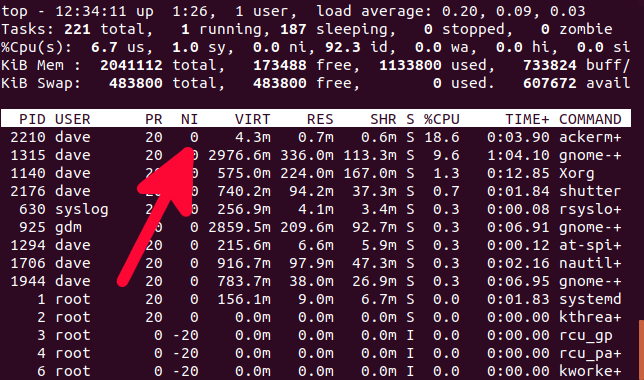 top - 12:34:11 up  1:26,  1 user,  load average: 0.20, 0.09, 0.03
Tasks: 221 total,   1 running, 187 sleeping,   0 stopped,   0 zombie
%Cpu(s):  6.7 us,  1.0 sy,  0.0 ni, 92.3 id,  0.0 wa,  0.0 hi,  0.0 si
KiB Mem :  2041112 total,   173488 free,  1133800 used,   733824 buff/
KiB Swap:   483800 total,   483800 free,        0 used.   607672 avail
PID USER      PR  NI    VIRT    RES    SHR S %CPU     TIME+ COMMAND
2210 dave      20   0    4.3m   0.7m   0.6m S 18.6   0:03.90 ackerm+
1315 dave      20   0 2976.6m 336.0m 113.3m S  9.6   1:04.10 gnome-+
1140 dave      20   0  575.0m 224.0m 167.0m S  1.3   0:12.85 Xorg
2176 dave      20   0  740.2m  94.2m  37.3m S  0.7   0:01.84 shutter
630 syslog    20   0  256.9m   4.1m   3.4m S  0.3   0:00.08 rsyslo+
925 gdm       20   0 2859.5m 209.6m  92.7m S  0.3   0:06.91 gnome-+
1294 dave      20   0  215.6m   6.6m   5.9m S  0.3   0:00.12 at-spi+
1706 dave      20   0  916.7m  97.9m  47.3m S  0.3   0:02.16 nautil+
1944 dave      20   0  783.7m  38.0m  26.9m S  0.3   0:06.95 gnome-+
1 root      20   0  156.1m   9.0m   6.7m S  0.0   0:01.83 systemd
2 root      20   0    0.0m   0.0m   0.0m S  0.0   0:00.00 kthrea+
3 root       0 -20    0.0m   0.0m   0.0m I  0.0   0:00.00 rcu_gp
4 root       0 -20    0.0m   0.0m   0.0m I  0.0   0:00.00 rcu_pa+
6 root       0 -20    0.0m   0.0m   0.0m I  0.0   0:00.00 kworke+